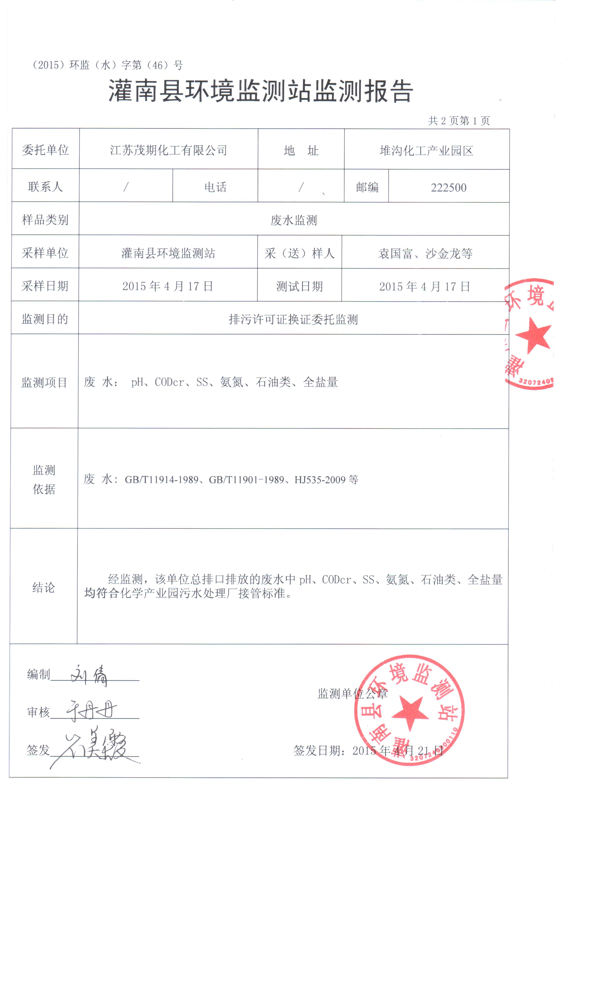 （2015）环监（水）字第（46）号
灌南县环境监测站监测报告
共 2 页第 1 页
委托单位 江苏茂期化工有限公司 地 址 堆沟化工产业园区
联系人 / 电话 / 邮编 222500
样品类别 废水监测
采样单位 灌南县环境监测站 采（送）样人 袁国富、沙金龙等
采样日期 2015 年 4 月 17 日 测试日期 2015 年 4 月 17 日
监测目的 排污许可证换证委托监测
环境
32072409
监测项目 废 水： pH、CODcr、SS、氨氮、石油类、全盐量
监测
依据
废 水：GB/T11914-1989、GB/T11901-1989、HJ535-2009 等
结论
经监测，该单位总排口排放的废水中 pH、CODcr、SS、氨氮、石油类、全盐量
均符合化学产业园污水处理厂接管标准。
编制 刘倩
审核 于丹丹
签发
监测单位公章
签发日期：2015 年 4 月 21 日
灌南县环境监测站
3207240900110